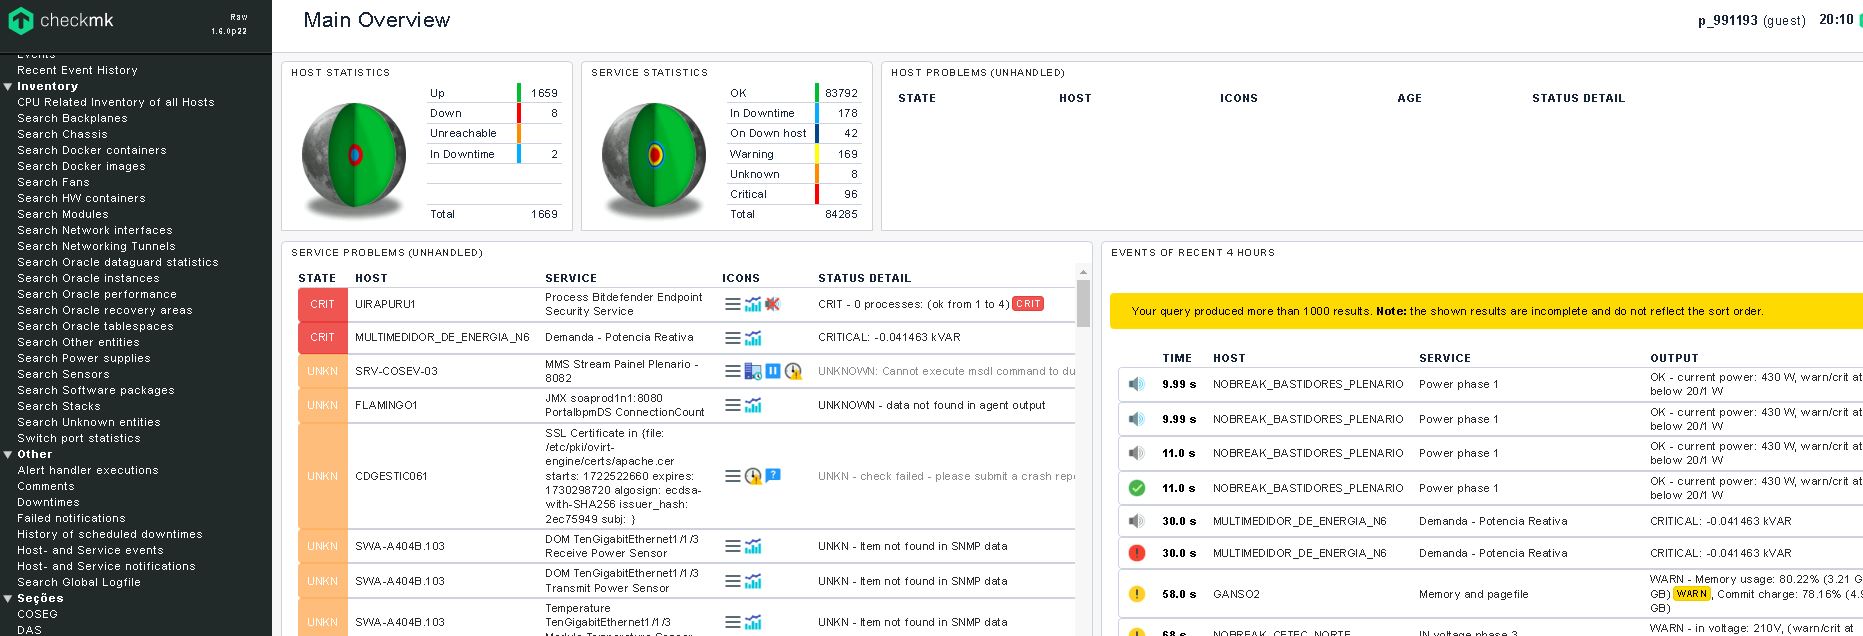 checkmk
Raw
1.6.0p22
Main Overview
p_991193 (guest) 20:10
Events
Recent Event History
Inventory
CPU Related Inventory of all Hosts
Search Backplanes
Search Chassis
Search Docker containers
Search Docker images
Search Fans
Search HW containers
Search Modules
Search Network interfaces
Search Networking Tunnels
Search Oracle dataguard statistics
Search Oracle instances
Search Oracle performance
Search Oracle recovery areas
Search Oracle tablespaces
Search Other entities
Search Power supplies
Search Sensors
Search Software packages
Search Stacks
Search Unknown entities
Switch port statistics
Other
Alert handler executions
Comments
Downtimes
Failed notifications
History of scheduled downtimes
Host- and Service events
Host- and Service notifications
Search Global Logfile
Seções
COSEG
DAS
HOST STATISTICS
Up 1659
Down 8
Unreachable
In Downtime 2
Total 1669
SERVICE STATISTICS
OK 83792
In Downtime 178
On Down host 42
Warning 169
Unknown 8
Critical 96
Total 84285
HOST PROBLEMS (UNHANDLED)
STATE HOST ICONS AGE STATUS DETAIL
SERVICE PROBLEMS (UNHANDLED)
STATE HOST SERVICE ICONS STATUS DETAIL
CRIT UIRAPURU1 Process Bitdefender Endpoint
Security Service CRIT - 0 processes: (ok from 1 to 4) CRIT
CRIT MULTIMEDIDOR_DE_ENERGIA_N6 Demanda - Potencia Reativa CRITICAL: -0.041463 kVAR
UNKN SRV-COSEV-03 MMS Stream Painel Plenario -
8082 UNKNOWN: Cannot execute msdl command to du
UNKN FLAMINGO1 JMX soaprod1n1:8080
PortalbpmDS ConnectionCount UNKNOWN - data not found in agent output
UNKN CDGESTIC061 SSL Certificate in {file:
/etc/pki/ovirt-
engine/certs/apache.cer
starts: 1722522660 expires:
1730298720 algosign: ecdsa-
with-SHA256 issuer_hash:
2ec75949 subj: } UNKN - check failed - please submit a crash repo
UNKN SWA-A404B.103 DOM TenGigabitEthernet1/1/3
Receive Power Sensor UNKN - Item not found in SNMP data
UNKN SWA-A404B.103 DOM TenGigabitEthernet1/1/3
Transmit Power Sensor UNKN - Item not found in SNMP data
UNKN SWA-A404B.103 Temperature
TenGigabitEthernet1/1/3
Module Temperature Sensor UNKN - Item not found in SNMP data
EVENTS OF RECENT 4 HOURS
Your query produced more than 1000 results. Note: the shown results are incomplete and do not reflect the sort order.
TIME HOST SERVICE OUTPUT
9.99 s NOBREAK_BASTIDORES_PLENARIO Power phase 1 OK - current power: 430 W, warn/crit at
below 20/1 W
9.99 s NOBREAK_BASTIDORES_PLENARIO Power phase 1 OK - current power: 430 W, warn/crit at
below 20/1 W
11.0 s NOBREAK_BASTIDORES_PLENARIO Power phase 1 OK - current power: 430 W, warn/crit at
below 20/1 W
11.0 s NOBREAK_BASTIDORES_PLENARIO Power phase 1 OK - current power: 430 W, warn/crit at
below 20/1 W
30.0 s MULTIMEDIDOR_DE_ENERGIA_N6 Demanda - Potencia Reativa CRITICAL: -0.041463 kVAR
30.0 s MULTIMEDIDOR_DE_ENERGIA_N6 Demanda - Potencia Reativa CRITICAL: -0.041463 kVAR
58.0 s GANSO2 Memory and pagefile WARN - Memory usage: 80.22% (3.21 G
GB) WARN, Commit charge: 78.16% (4.9
GB)
68 s NOBREAK_CETEC_NORTE IN voltage phase 3 WARN - in voltage: 210V, (warn/crit at